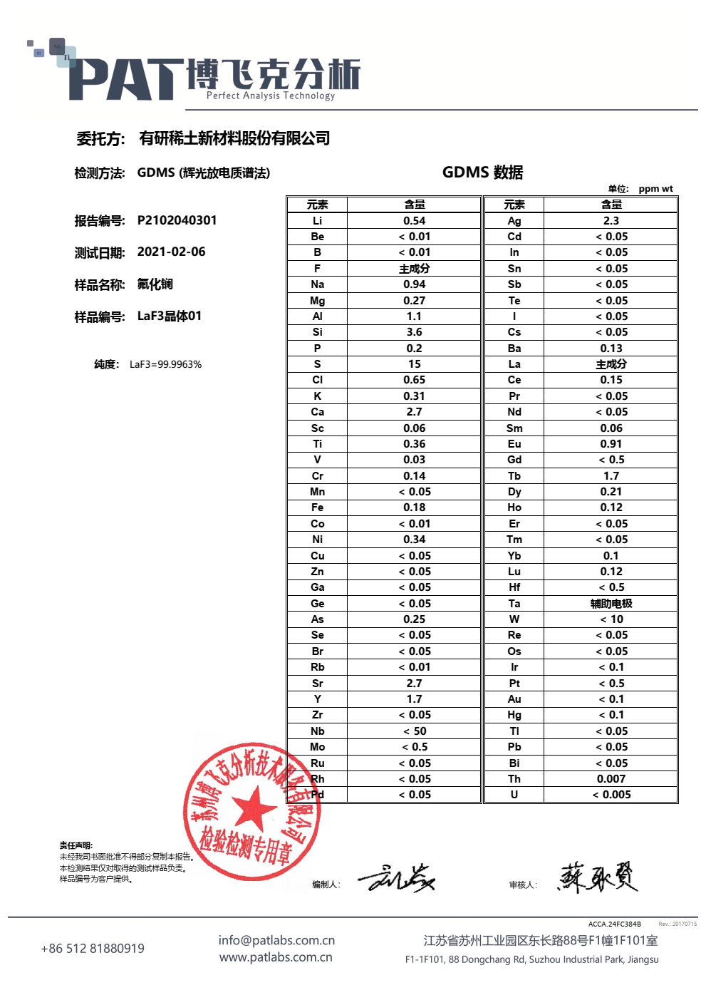 Ti
PAT博飞克分析
Perfect Analysis Technology
委托方: 有研稀土新材料股份有限公司
检测方法: GDMS (辉光放电质谱法)
GDMS 数据
单位: ppm wt
报告编号: P2102040301
测试日期: 2021-02-06
样品名称: 氟化镧
样品编号: LaF3晶体01
纯度: LaF3=99.9963%
元素 含量 元素 含量
Li 0.54 Ag 2.3
Be < 0.01 Cd < 0.05
B < 0.01 In < 0.05
F 主成分 Sn < 0.05
Na 0.94 Sb < 0.05
Mg 0.27 Te < 0.05
Al 1.1 I < 0.05
Si 3.6 Cs < 0.05
P 0.2 Ba 0.13
S 15 La 主成分
Cl 0.65 Ce 0.15
K 0.31 Pr < 0.05
Ca 2.7 Nd < 0.05
Sc 0.06 Sm 0.06
Ti 0.36 Eu 0.91
V 0.03 Gd < 0.5
Cr 0.14 Tb 1.7
Mn < 0.05 Dy 0.21
Fe 0.18 Ho 0.12
Co < 0.01 Er < 0.05
Ni 0.34 Tm < 0.05
Cu < 0.05 Yb 0.1
Zn < 0.05 Lu 0.12
Ga < 0.05 Hf < 0.5
Ge < 0.05 Ta 辅助电极
As 0.25 W < 10
Se < 0.05 Re < 0.05
Br < 0.05 Os < 0.05
Rb < 0.01 Ir < 0.1
Sr 2.7 Pt < 0.5
Y 1.7 Au < 0.1
Zr < 0.05 Hg < 0.1
Nb < 50 Tl < 0.05
Mo < 0.5 Pb < 0.05
Ru < 0.05 Bi < 0.05
Rh < 0.05 Th 0.007
Pd < 0.05 U < 0.005
苏州博飞克分析技术服务有限公司
检验检测专用章
责任声明:
未经我司书面批准不得部分复制本报告。
本检测结果仅对取得的测试样品负责。
样品编号为客户提供。
编制人:
审核人:
ACCA.24FC384B Rev.: 20170715
+86 512 81880919
info@patlabs.com.cn
www.patlabs.com.cn
江苏省苏州工业园区东长路88号F1幢1F101室
F1-1F101, 88 Dongchang Rd, Suzhou Industrial Park, Jiangsu